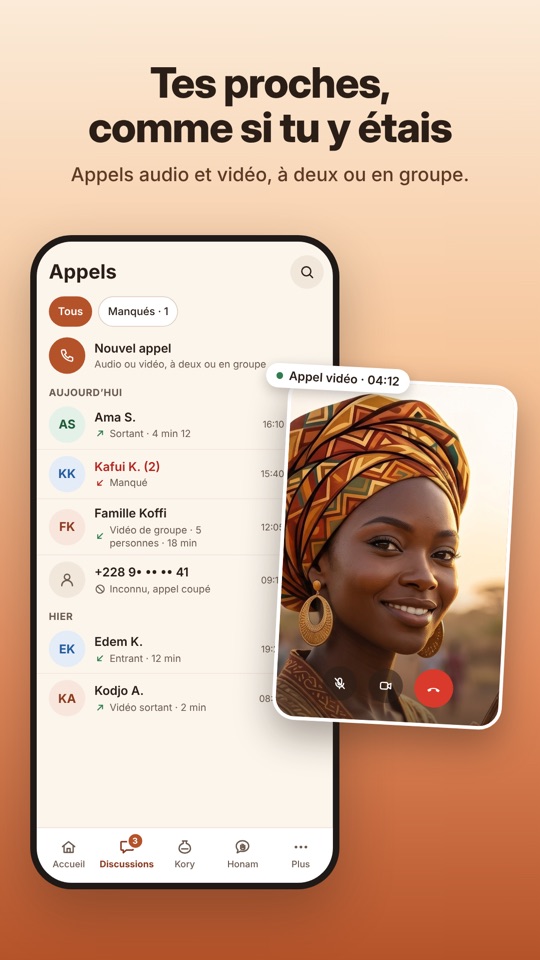 Tes proches,
comme si tu y étais
Appels audio et vidéo, à deux ou en groupe.
Appels
Tous
Manqués · 1
Nouvel appel
Audio ou vidéo, à deux ou en groupe
AUJOURD'HUI
AS
Ama S.
Sortant · 4 min 12
16:10
KK
Kafui K. (2)
Manqué
15:40
FK
Famille Koffi
Vidéo de groupe · 5
personnes · 18 min
+228 9• •• •• 41
Inconnu, appel coupé
HIER
EK
Edem K.
Entrant · 12 min
KA
Kodjo A.
Vidéo sortant · 2 min
Appel vidéo · 04:12
3
Accueil
Discussions
Kory
Honam
Plus